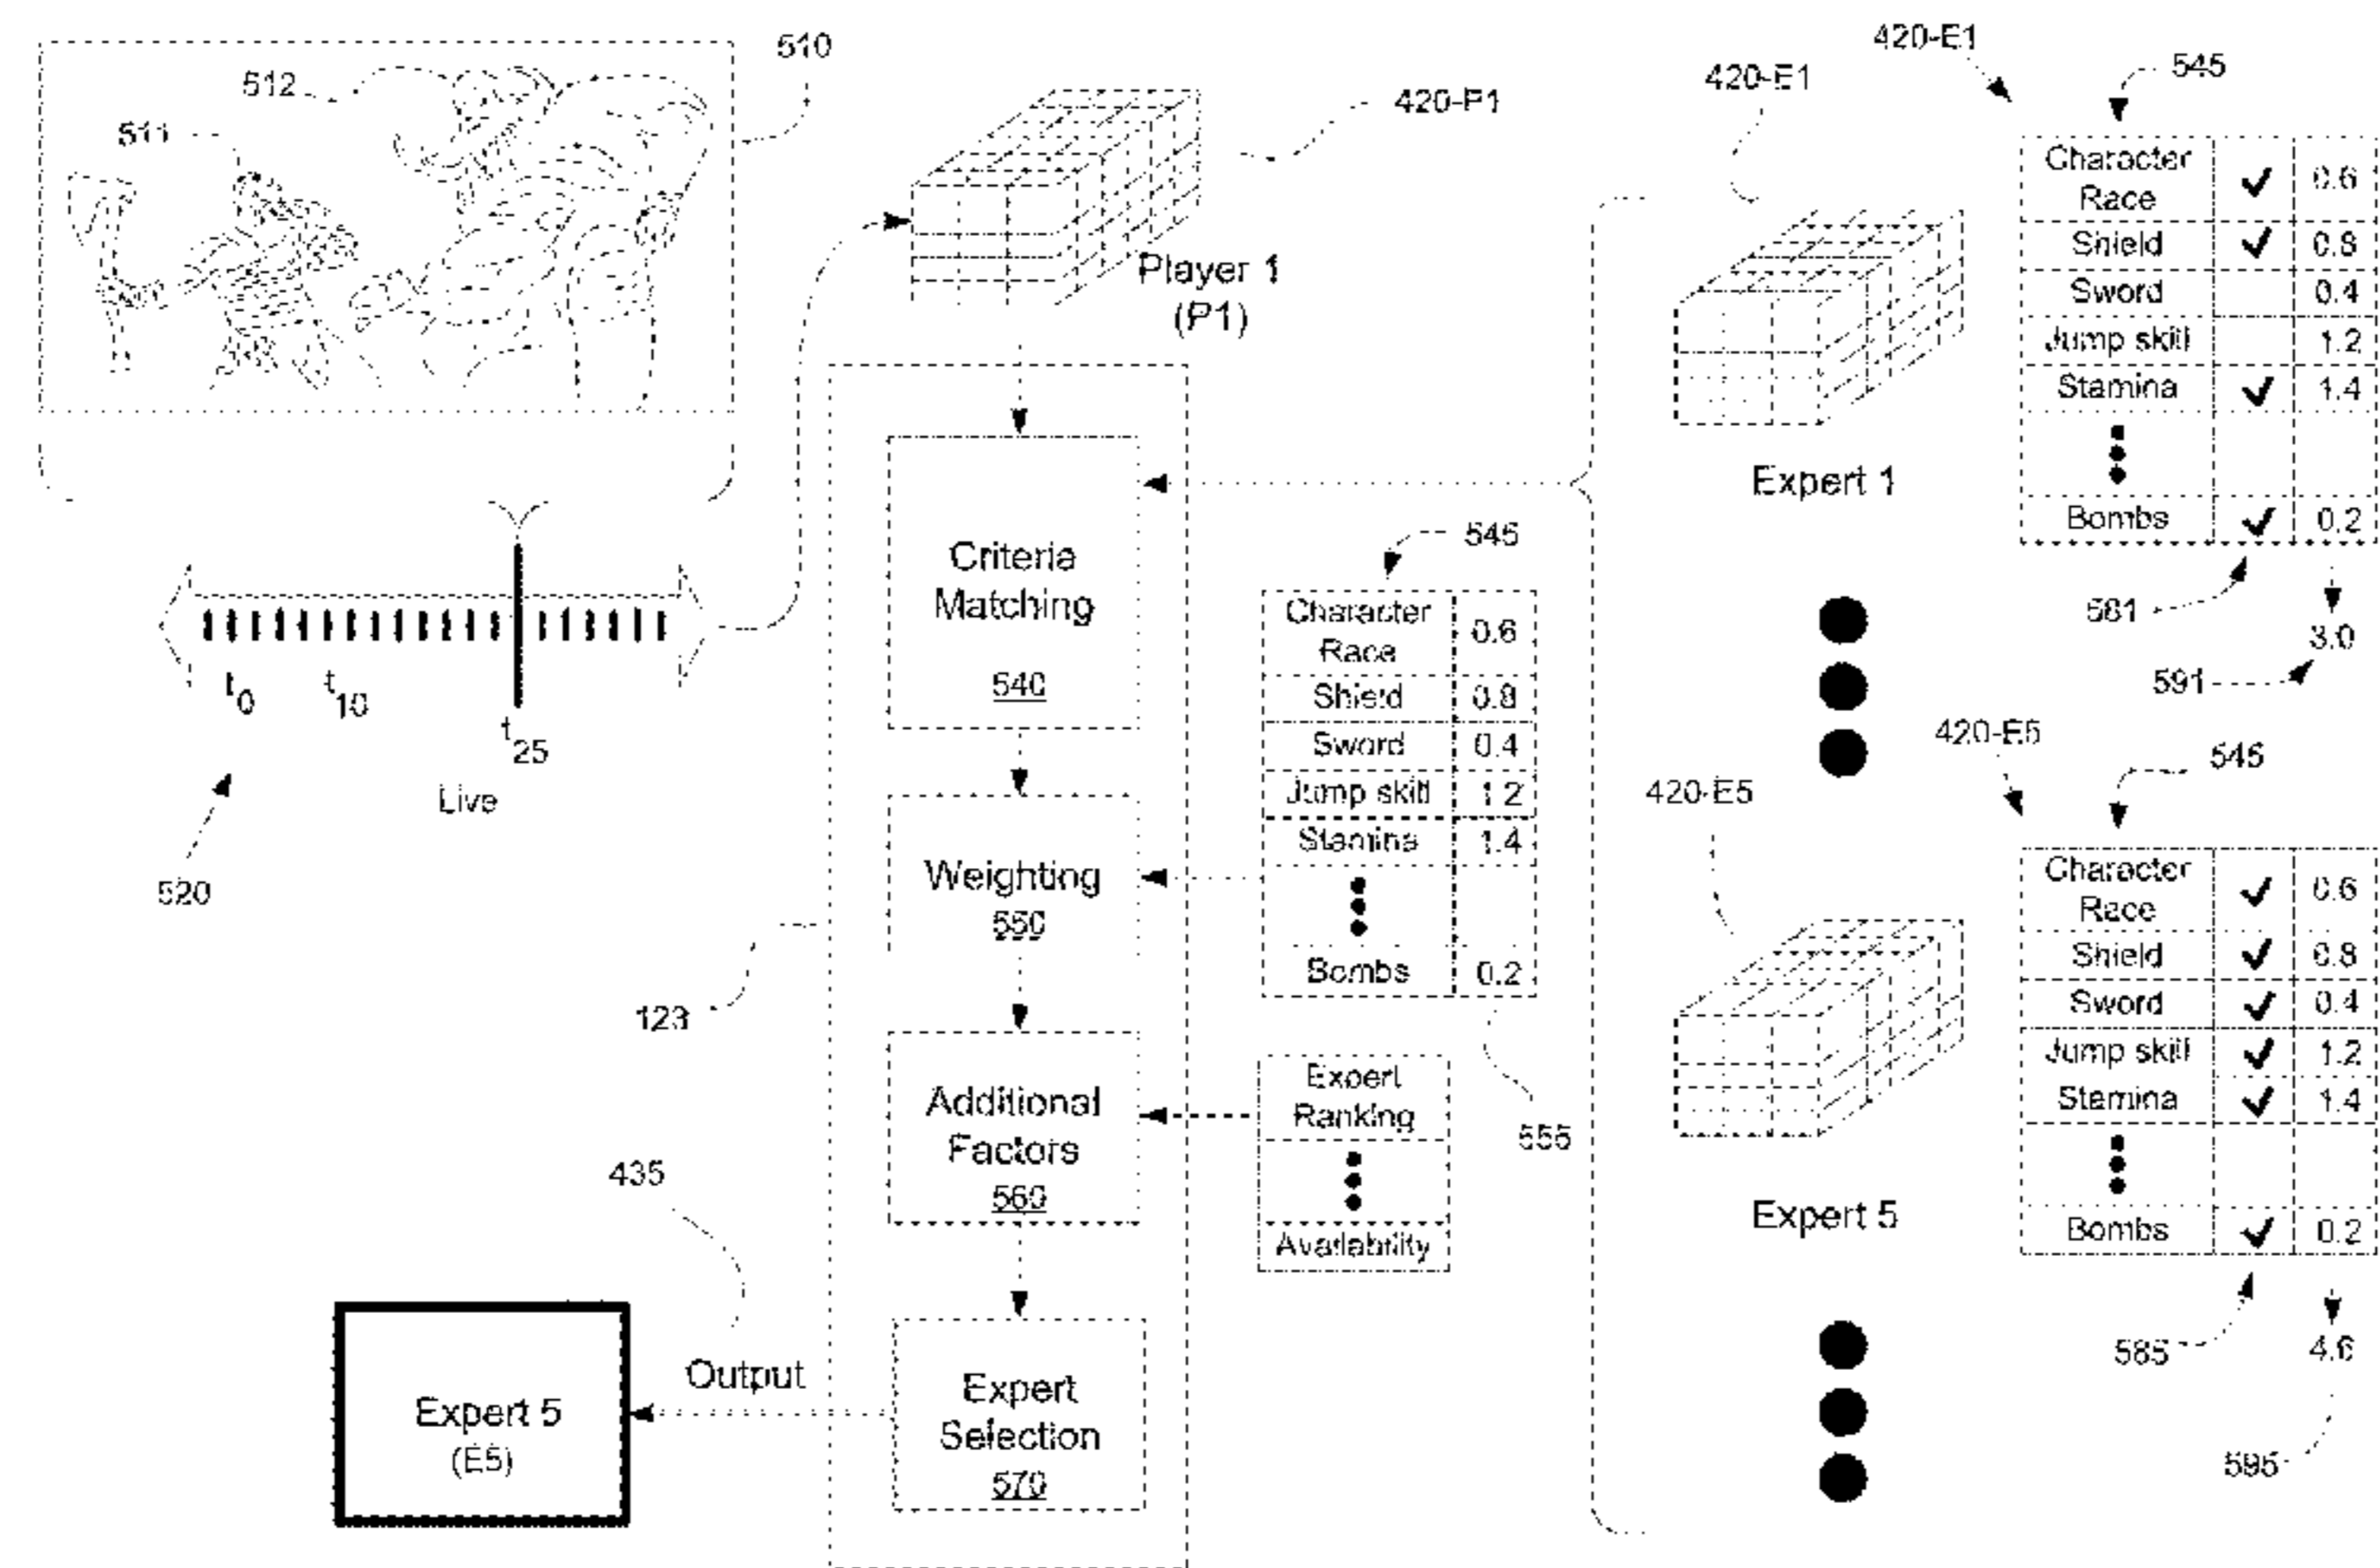 510
512
511
420-P1
Player 1
(P1)
420-E1
420-E1
545
Character
Race
0.6
Shield
0.8
Sword
0.4
Jump skill
1.2
Stamina
1.4
Bombs
0.2
581
3.0
591
Expert 1
t0
t10
t25
Live
520
Criteria
Matching
540
545
Character
Race
0.6
Shield
0.8
Sword
0.4
Jump skill
1.2
Stamina
1.4
Bombs
0.2
555
Weighting
550
123
Additional
Factors
560
Expert
Ranking
Availability
435
Output
Expert
Selection
570
Expert 5
(E5)
420-E5
420-E5
545
Character
Race
0.6
Shield
0.8
Sword
0.4
Jump skill
1.2
Stamina
1.4
Bombs
0.2
585
4.6
595
Expert 5